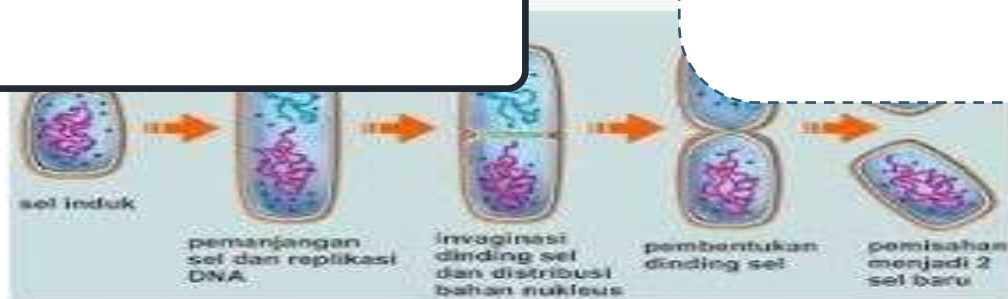 sel induk
pemanjangan
sel dan replikasi
DNA
invaginasi
dinding sel
dan distribusi
bahan nukleus
pembentukan
dinding sel
pemisahan
menjadi 2
sel baru